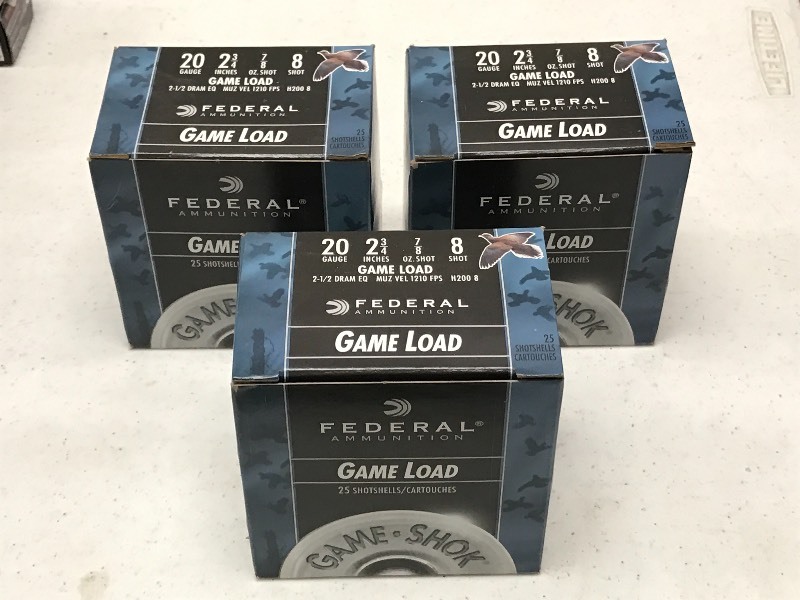 20 2 3/4 7/8 8
GAUGE INCHES OZ. SHOT SHOT
GAME LOAD
2-1/2 DRAM EQ MUZ VEL 1210 FPS H200 8
FEDERAL
AMMUNITION
GAME LOAD
25
SHOTSHELLS
CARTOUCHES
FEDERAL®
AMMUNITION
GAME
25 SHOTSHELLS
GAME
20 2 3/4 7/8 8
GAUGE INCHES OZ. SHOT SHOT
GAME LOAD
2-1/2 DRAM EQ MUZ VEL 1210 FPS H200 8
FEDERAL
AMMUNITION
GAME LOAD
25
SHOTSHELLS
CARTOUCHES
FEDERAL®
AMMUNITION
LOAD
CARTOUCHES
SHOK
20 2 3/4 7/8 8
GAUGE INCHES OZ. SHOT SHOT
GAME LOAD
2-1/2 DRAM EQ MUZ VEL 1210 FPS H200 8
FEDERAL
AMMUNITION
GAME LOAD
25
SHOTSHELLS
CARTOUCHES
FEDERAL®
AMMUNITION
GAME LOAD
25 SHOTSHELLS/CARTOUCHES
GAME·SHOK
LIFETIME